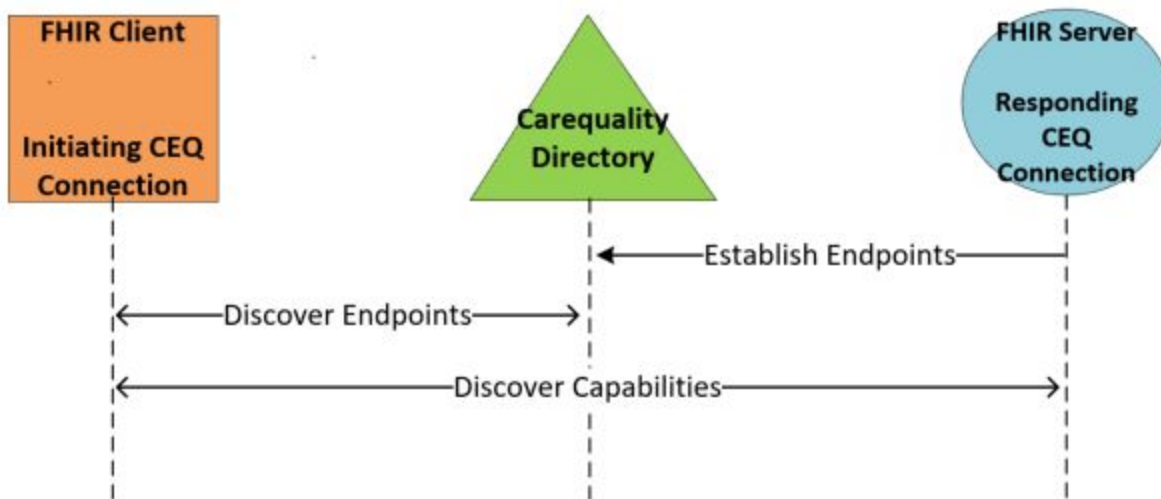 FHIR Client
Initiating CEQ
Connection
Carequality
Directory
FHIR Server
Responding
CEQ
Connection
Establish Endpoints
Discover Endpoints
Discover Capabilities